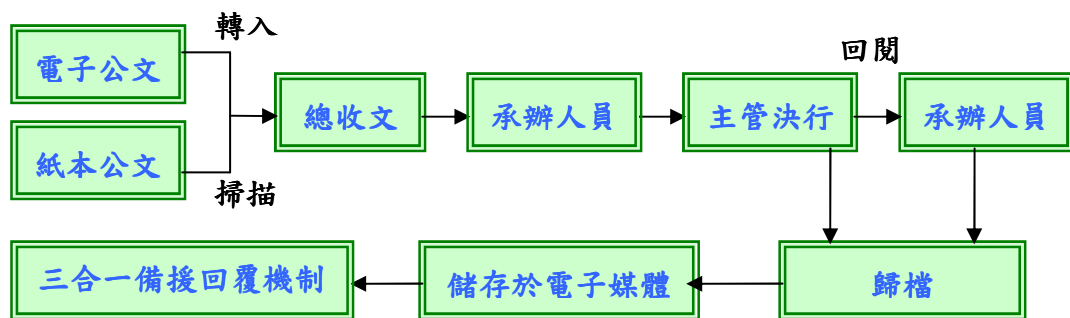 轉入
電子公文
回閱
總收文
承辦人員
主管決行
承辦人員
紙本公文
掃描
三合一備援回覆機制
儲存於電子媒體
歸檔